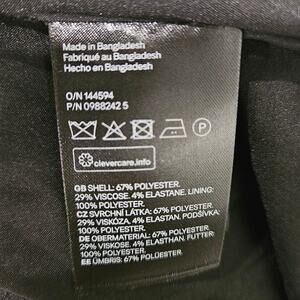 Made in Bangladesh
Fabriqué au Bangladesh
Hecho en Bangladesh
O/N 144594
P/N 0988242 5
clevercare.info
GB SHELL: 67% POLYESTER.
29% VISCOSE. 4% ELASTANE. LINING:
100% POLYESTER.
CZ SVRCHNÍ LÁTKA: 67% POLYESTER.
29% VISKÓZA. 4% ELASTAN. PODŠÍVKA:
100% POLYESTER.
DE OBERMATERIAL: 67% POLYESTER.
29% VISKOSE. 4% ELASTHAN. FUTTER:
100% POLYESTER.
EE ÜMBRIS: 67% POLÜESTER.